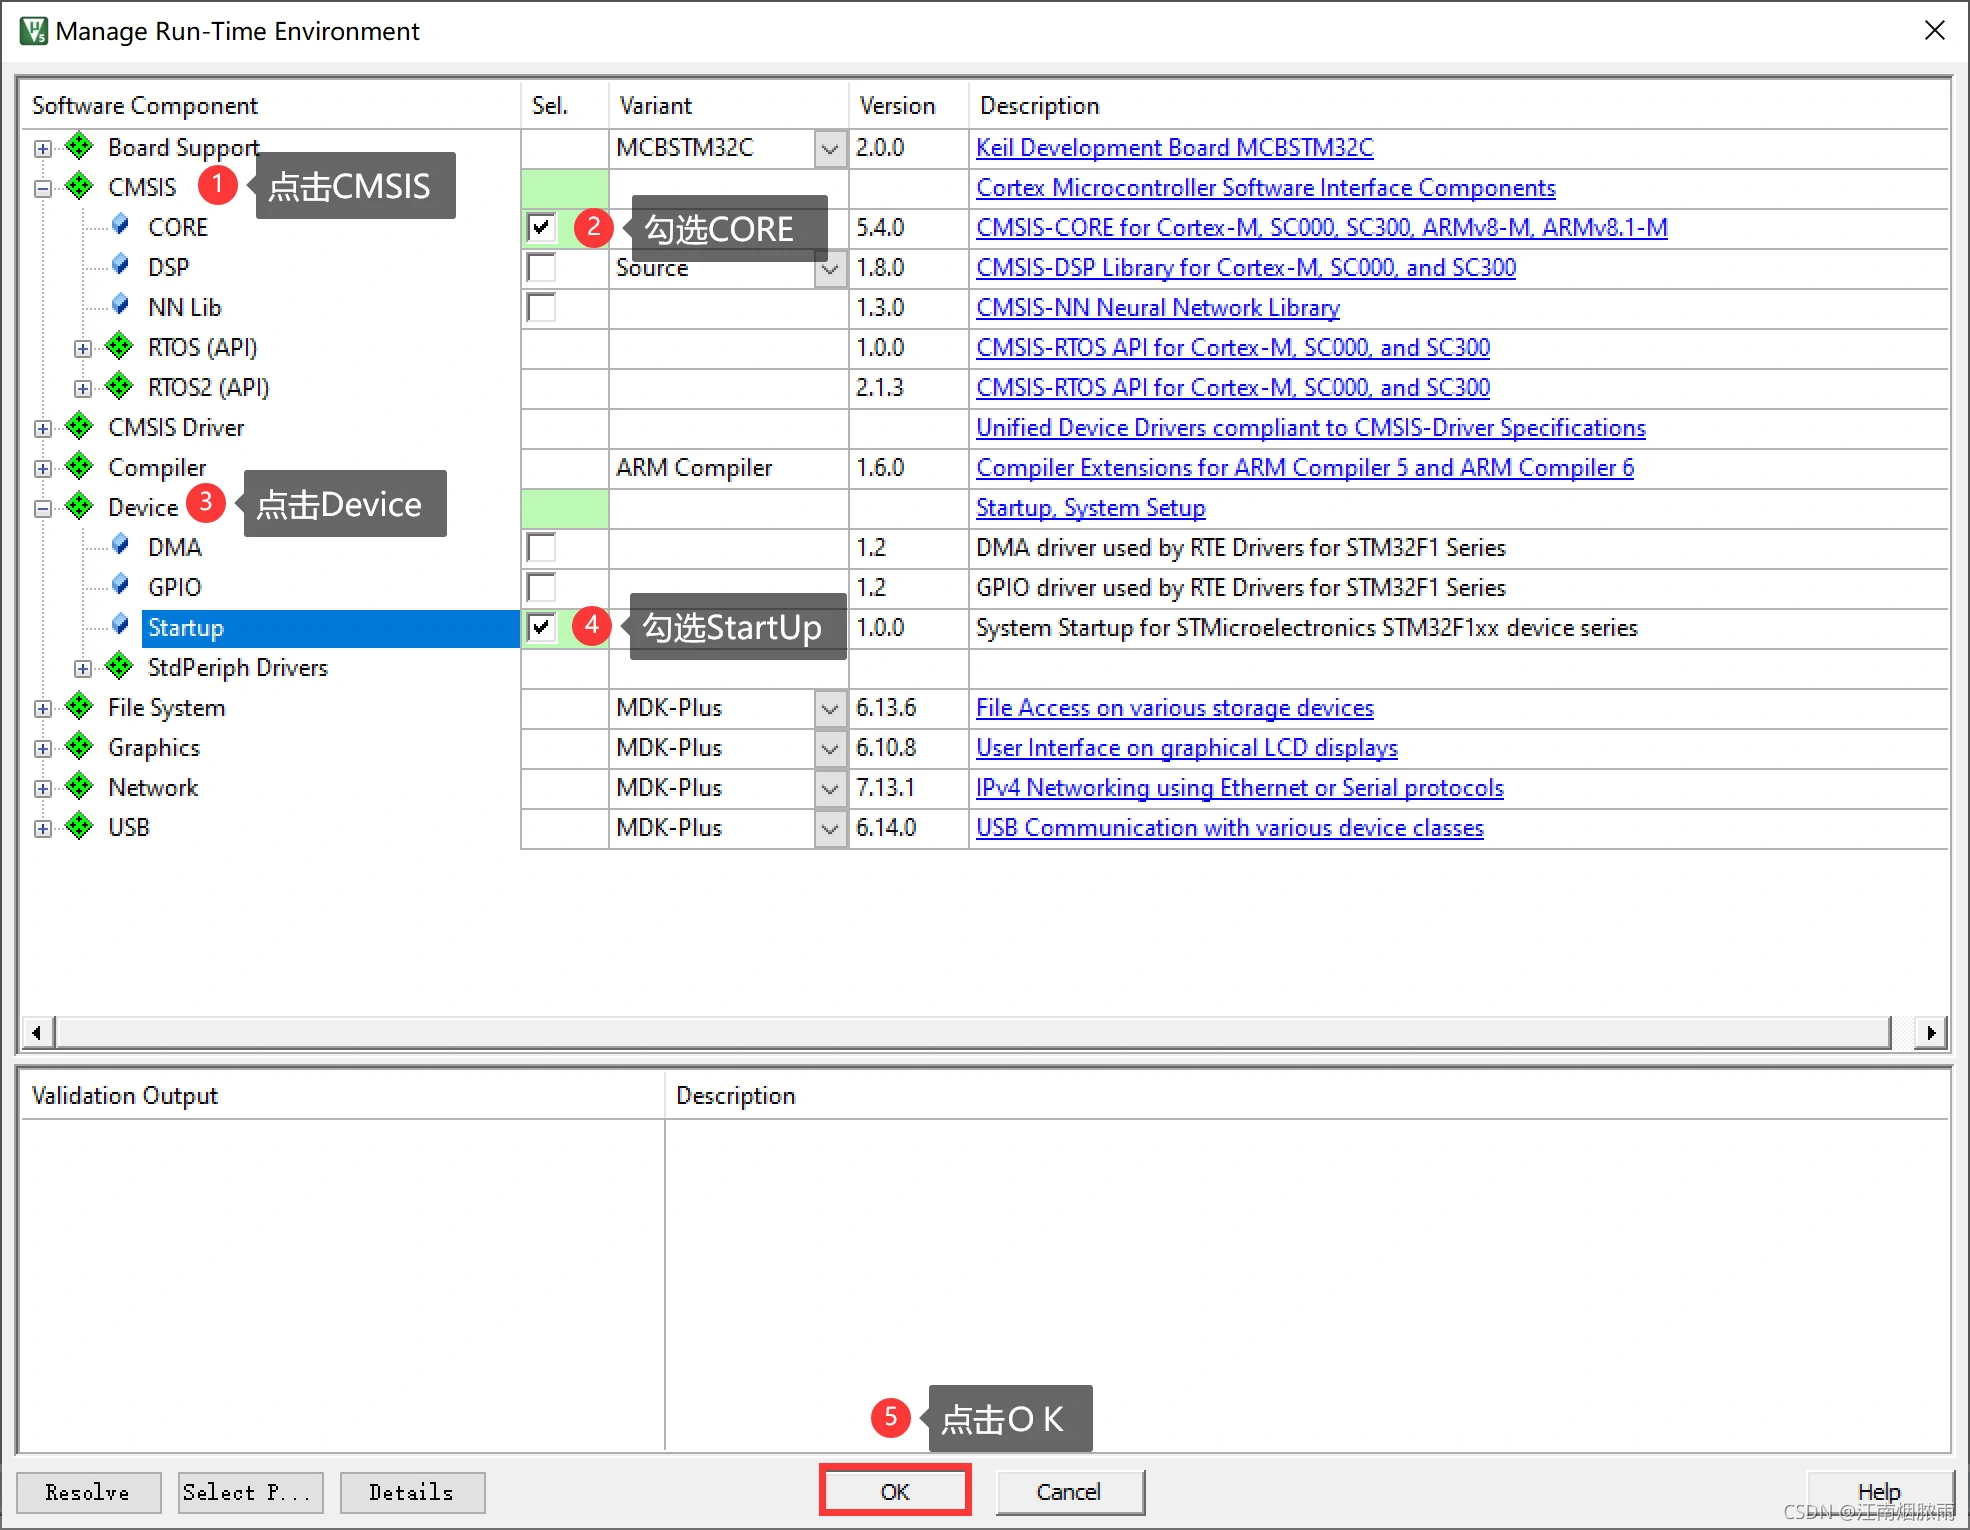 Manage Run-Time Environment
Software Component Sel. Variant Version Description
Board Support MCBSTM32C 2.0.0 Keil Development Board MCBSTM32C
CMSIS 1 点击CMSIS Cortex Microcontroller Software Interface Components
CORE 2 勾选CORE 5.4.0 CMSIS-CORE for Cortex-M, SC000, SC300, ARMv8-M, ARMv8.1-M
DSP Source 1.8.0 CMSIS-DSP Library for Cortex-M, SC000, and SC300
NN Lib 1.3.0 CMSIS-NN Neural Network Library
RTOS (API) 1.0.0 CMSIS-RTOS API for Cortex-M, SC000, and SC300
RTOS2 (API) 2.1.3 CMSIS-RTOS API for Cortex-M, SC000, and SC300
CMSIS Driver Unified Device Drivers compliant to CMSIS-Driver Specifications
Compiler ARM Compiler 1.6.0 Compiler Extensions for ARM Compiler 5 and ARM Compiler 6
Device 3 点击Device Startup, System Setup
DMA 1.2 DMA driver used by RTE Drivers for STM32F1 Series
GPIO 1.2 GPIO driver used by RTE Drivers for STM32F1 Series
Startup 4 勾选StartUp 1.0.0 System Startup for STMicroelectronics STM32F1xx device series
StdPeriph Drivers
File System MDK-Plus 6.13.6 File Access on various storage devices
Graphics MDK-Plus 6.10.8 User Interface on graphical LCD displays
Network MDK-Plus 7.13.1 IPv4 Networking using Ethernet or Serial protocols
USB MDK-Plus 6.14.0 USB Communication with various device classes
Validation Output Description
5 点击O K
Resolve Select P... Details OK Cancel Help
CSDN @江南烟脓雨